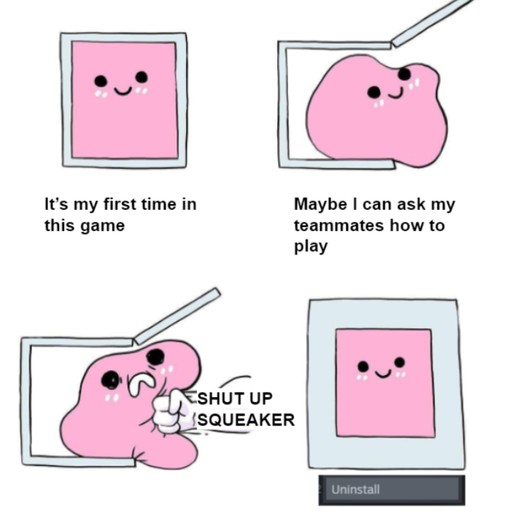 It's my first time in
this game
Maybe I can ask my
teammates how to
play
SHUT UP
SQUEAKER
Uninstall